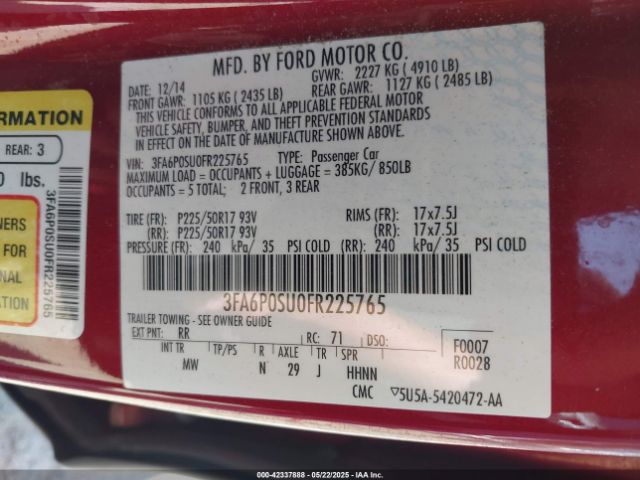 MFD. BY FORD MOTOR CO.
DATE: 12/14 GVWR: 2227 KG ( 4910 LB)
FRONT GAWR: 1105 KG ( 2435 LB) REAR GAWR: 1127 KG ( 2485 LB)
THIS VEHICLE CONFORMS TO ALL APPLICABLE FEDERAL MOTOR
VEHICLE SAFETY, BUMPER, AND THEFT PREVENTION STANDARDS
IN EFFECT ON THE DATE OF MANUFACTURE SHOWN ABOVE.
VIN: 3FA6P0SU0FR225765 TYPE: Passenger Car
MAXIMUM LOAD = OCCUPANTS + LUGGAGE = 385KG/ 850LB
OCCUPANTS = 5 TOTAL; 2 FRONT, 3 REAR
TIRE (FR): P225/50R17 93V RIMS (FR): 17x7.5J
(RR): P225/50R17 93V (RR): 17x7.5J
PRESSURE (FR): 240 kPa/ 35 PSI COLD (RR): 240 kPa/ 35 PSI COLD
3FA6P0SU0FR225765
TRAILER TOWING - SEE OWNER GUIDE
EXT PNT: RR RC: 71 DSO: F0007
R0028
INT TR TP/PS R AXLE TR SPR
MW N 29 J HHNN
CMC ▽5U5A-5420472-AA
FORMATION
REAR: 3
0 lbs.
3FA6P0SU0FR225765
WNERS
FOR
NAL
ATION
000-42337888 - 05/22/2025 - IAA, Inc.